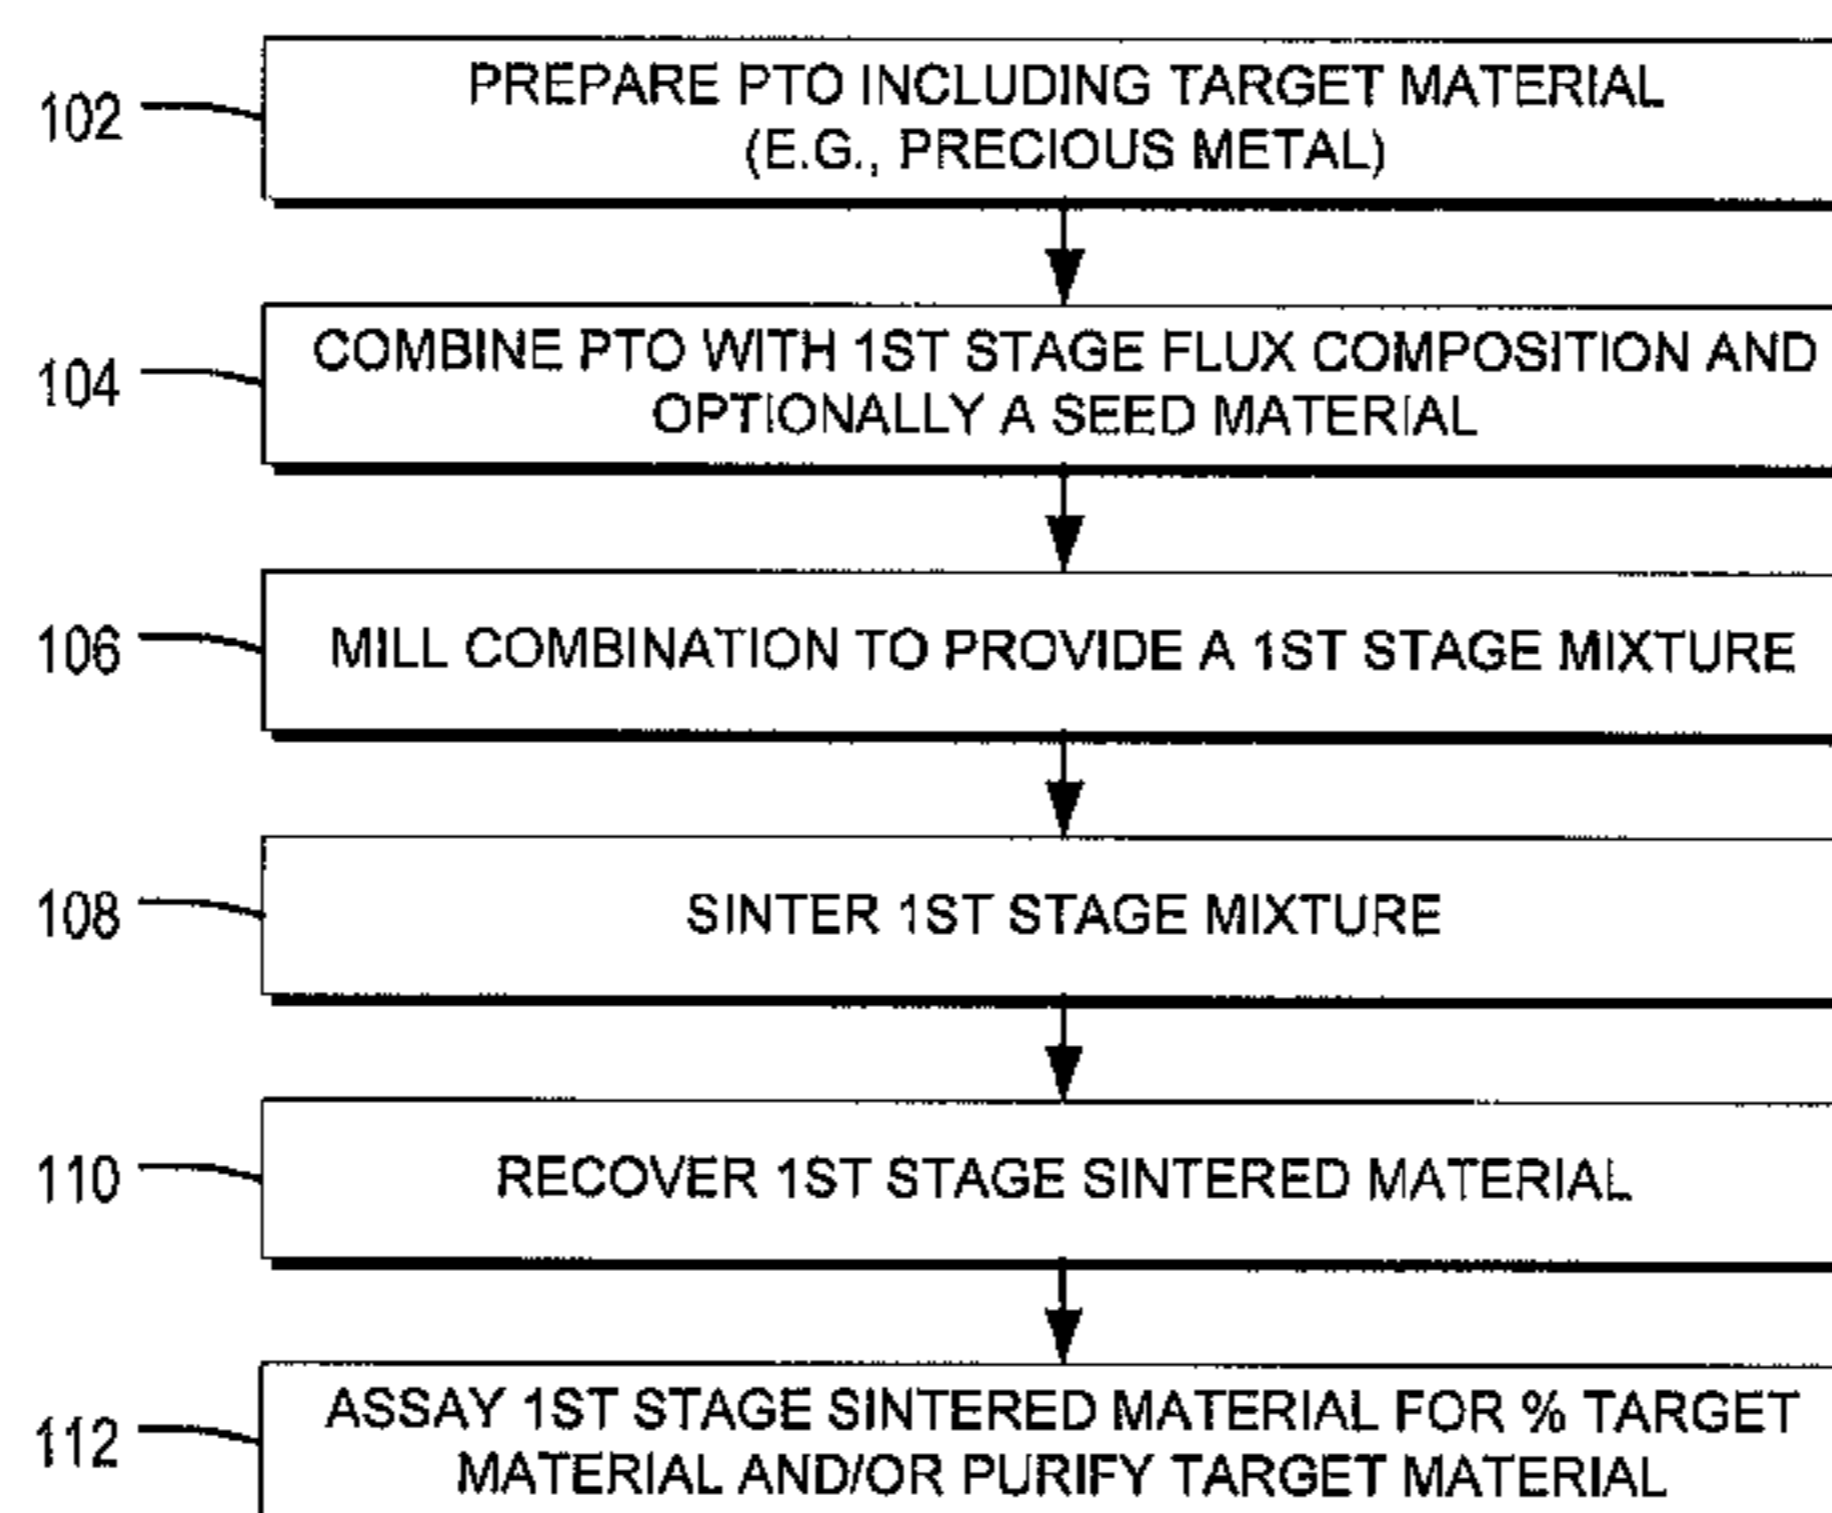 102
PREPARE PTO INCLUDING TARGET MATERIAL
(E.G., PRECIOUS METAL)
104
COMBINE PTO WITH 1ST STAGE FLUX COMPOSITION AND
OPTIONALLY A SEED MATERIAL
106
MILL COMBINATION TO PROVIDE A 1ST STAGE MIXTURE
108
SINTER 1ST STAGE MIXTURE
110
RECOVER 1ST STAGE SINTERED MATERIAL
112
ASSAY 1ST STAGE SINTERED MATERIAL FOR % TARGET
MATERIAL AND/OR PURIFY TARGET MATERIAL